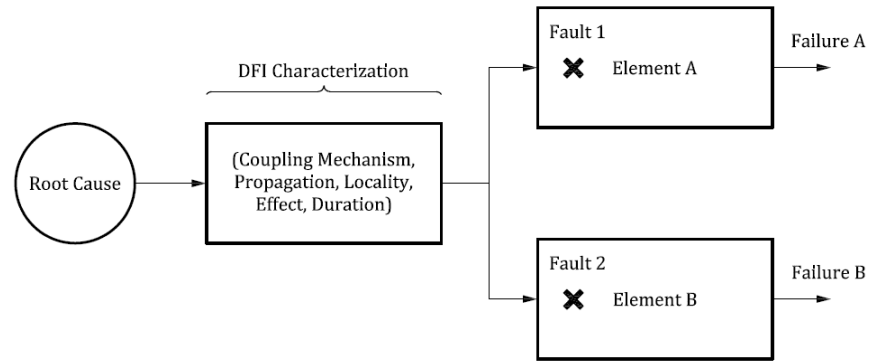 Fault 1
Failure A
Element A
DFI Characterization
(Coupling Mechanism,
Propagation, Locality,
Effect, Duration)
Root Cause
Fault 2
Failure B
Element B